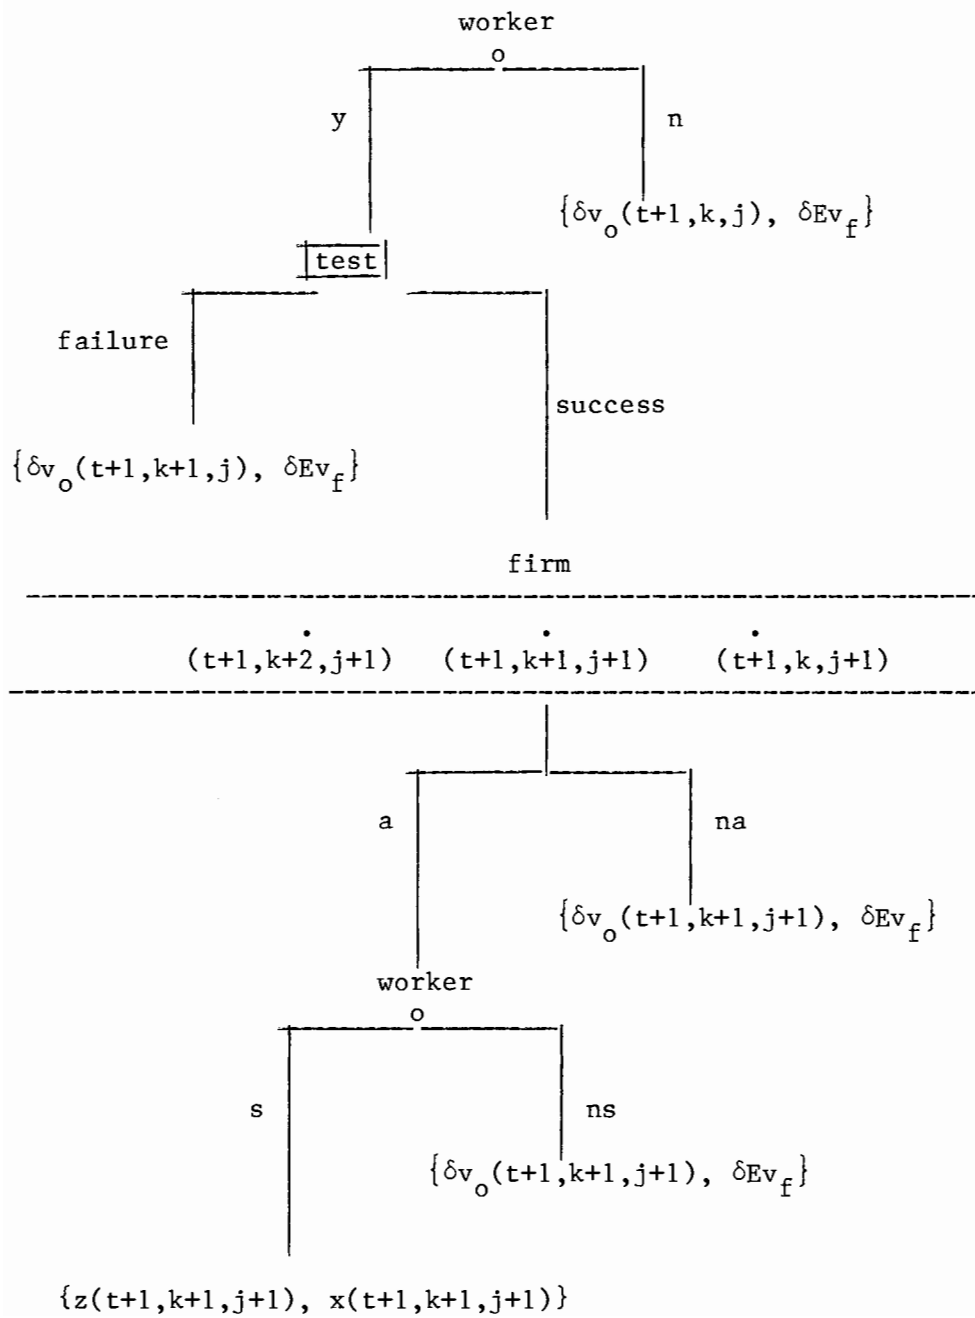 worker
o
y
n
{δv_o(t+1,k,j), δEv_f}
test
failure
success
{δv_o(t+1,k+1,j), δEv_f}
firm
(t+1,k+2,j+1) (t+1,k+1,j+1) (t+1,k,j+1)
a
na
{δv_o(t+1,k+1,j+1), δEv_f}
worker
o
s
ns
{δv_o(t+1,k+1,j+1), δEv_f}
{z(t+1,k+1,j+1), x(t+1,k+1,j+1)}